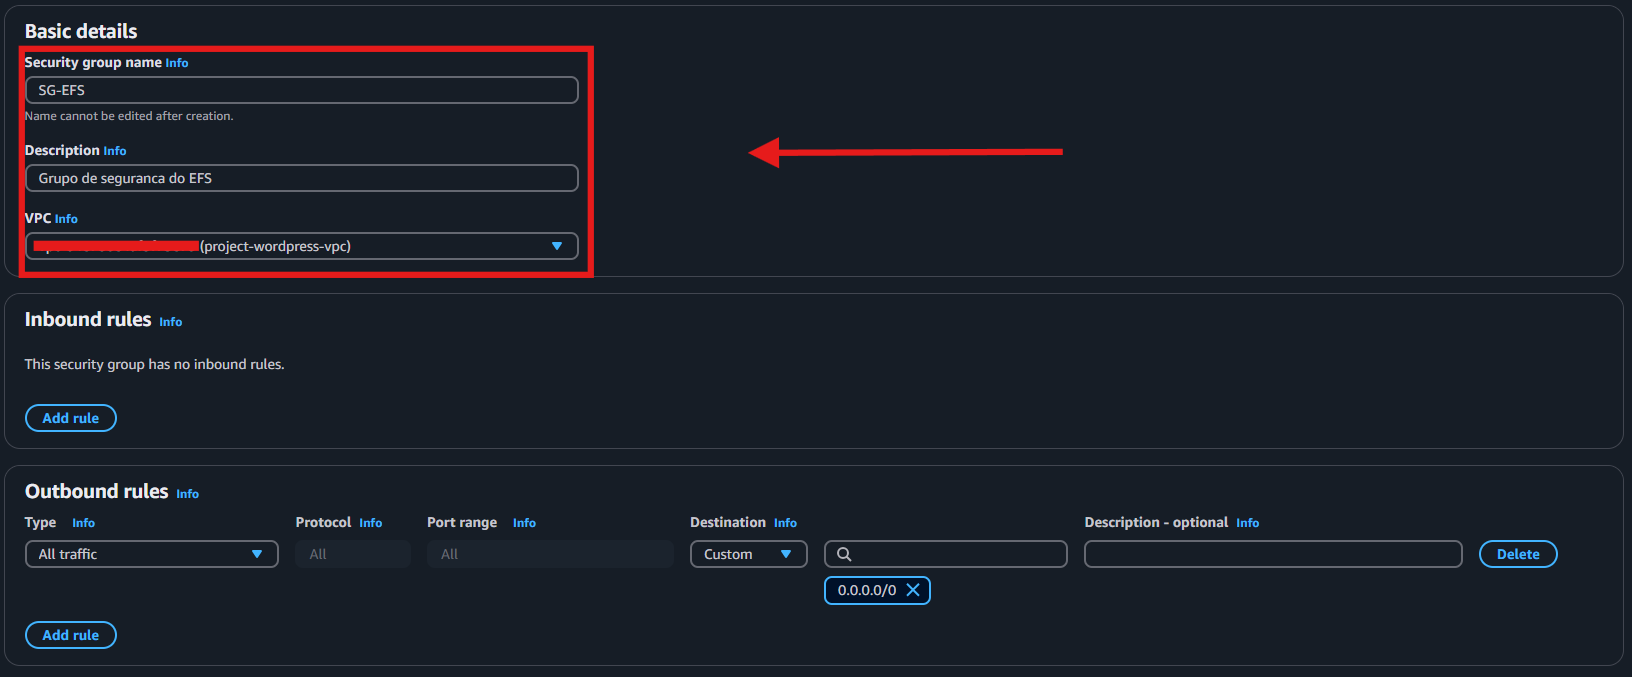 Basic details
Security group name Info
SG-EFS
Name cannot be edited after creation.
Description Info
Grupo de seguranca do EFS
VPC Info
(project-wordpress-vpc)
Inbound rules Info
This security group has no inbound rules.
Add rule
Outbound rules Info
Type Info Protocol Info Port range Info Destination Info Description - optional Info
All traffic All All Custom Delete
0.0.0.0/0
Add rule